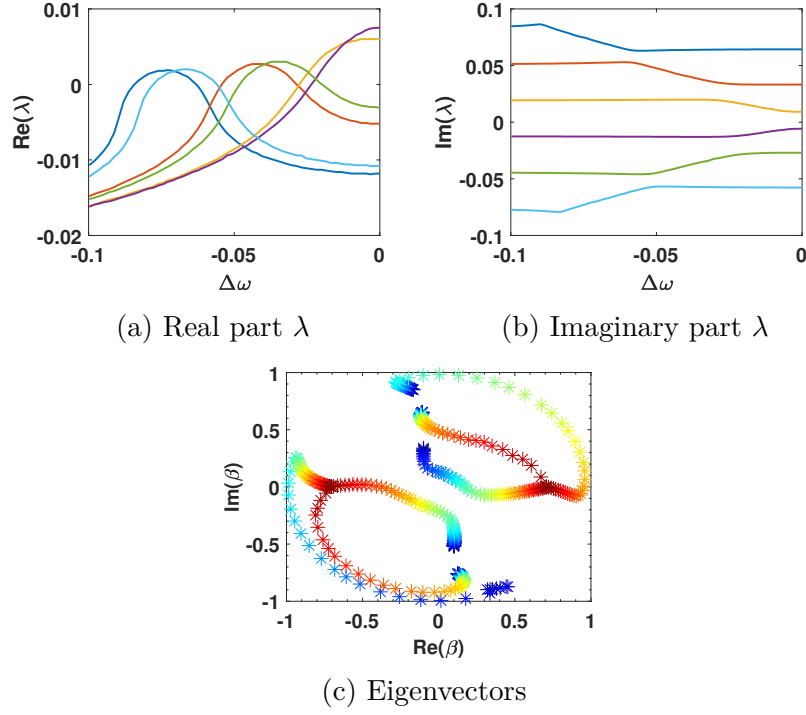 0.01
0
-0.01
-0.02
Re(λ)
-0.1
-0.05
0
Δω
(a) Real part λ
0.1
0.05
0
-0.05
-0.1
Im(λ)
-0.1
-0.05
0
Δω
(b) Imaginary part λ
1
0.5
0
-0.5
-1
Im(β)
-1
-0.5
0
0.5
1
Re(β)
(c) Eigenvectors